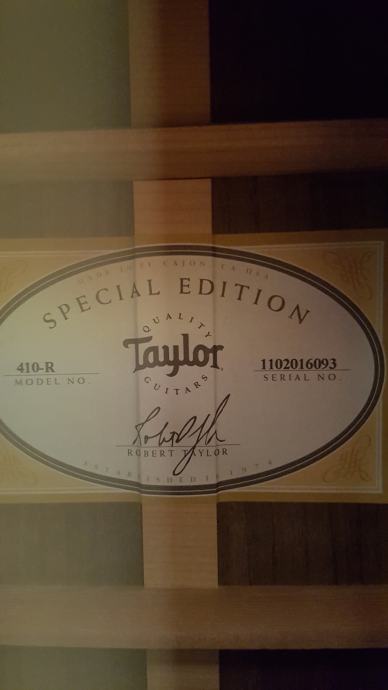 MADE IN EL CAJON, CA USA
SPECIAL EDITION
QUALITY
Taylor
GUITARS
410-R
MODEL NO.
1102016093
SERIAL NO.
ROBERT TAYLOR
ESTABLISHED IN 1974